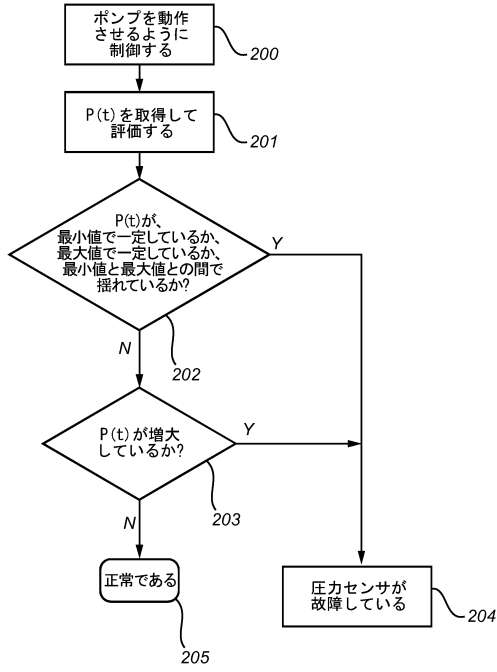 ポンプを動作
させるように
制御する
200
P(t)を取得して
評価する
201
P(t)が、
最小値で一定しているか、
最大値で一定しているか、
最小値と最大値との間で
揺れているか?
Y
N
202
P(t)が増大
しているか?
Y
N
203
正常である
205
圧力センサが
故障している
204